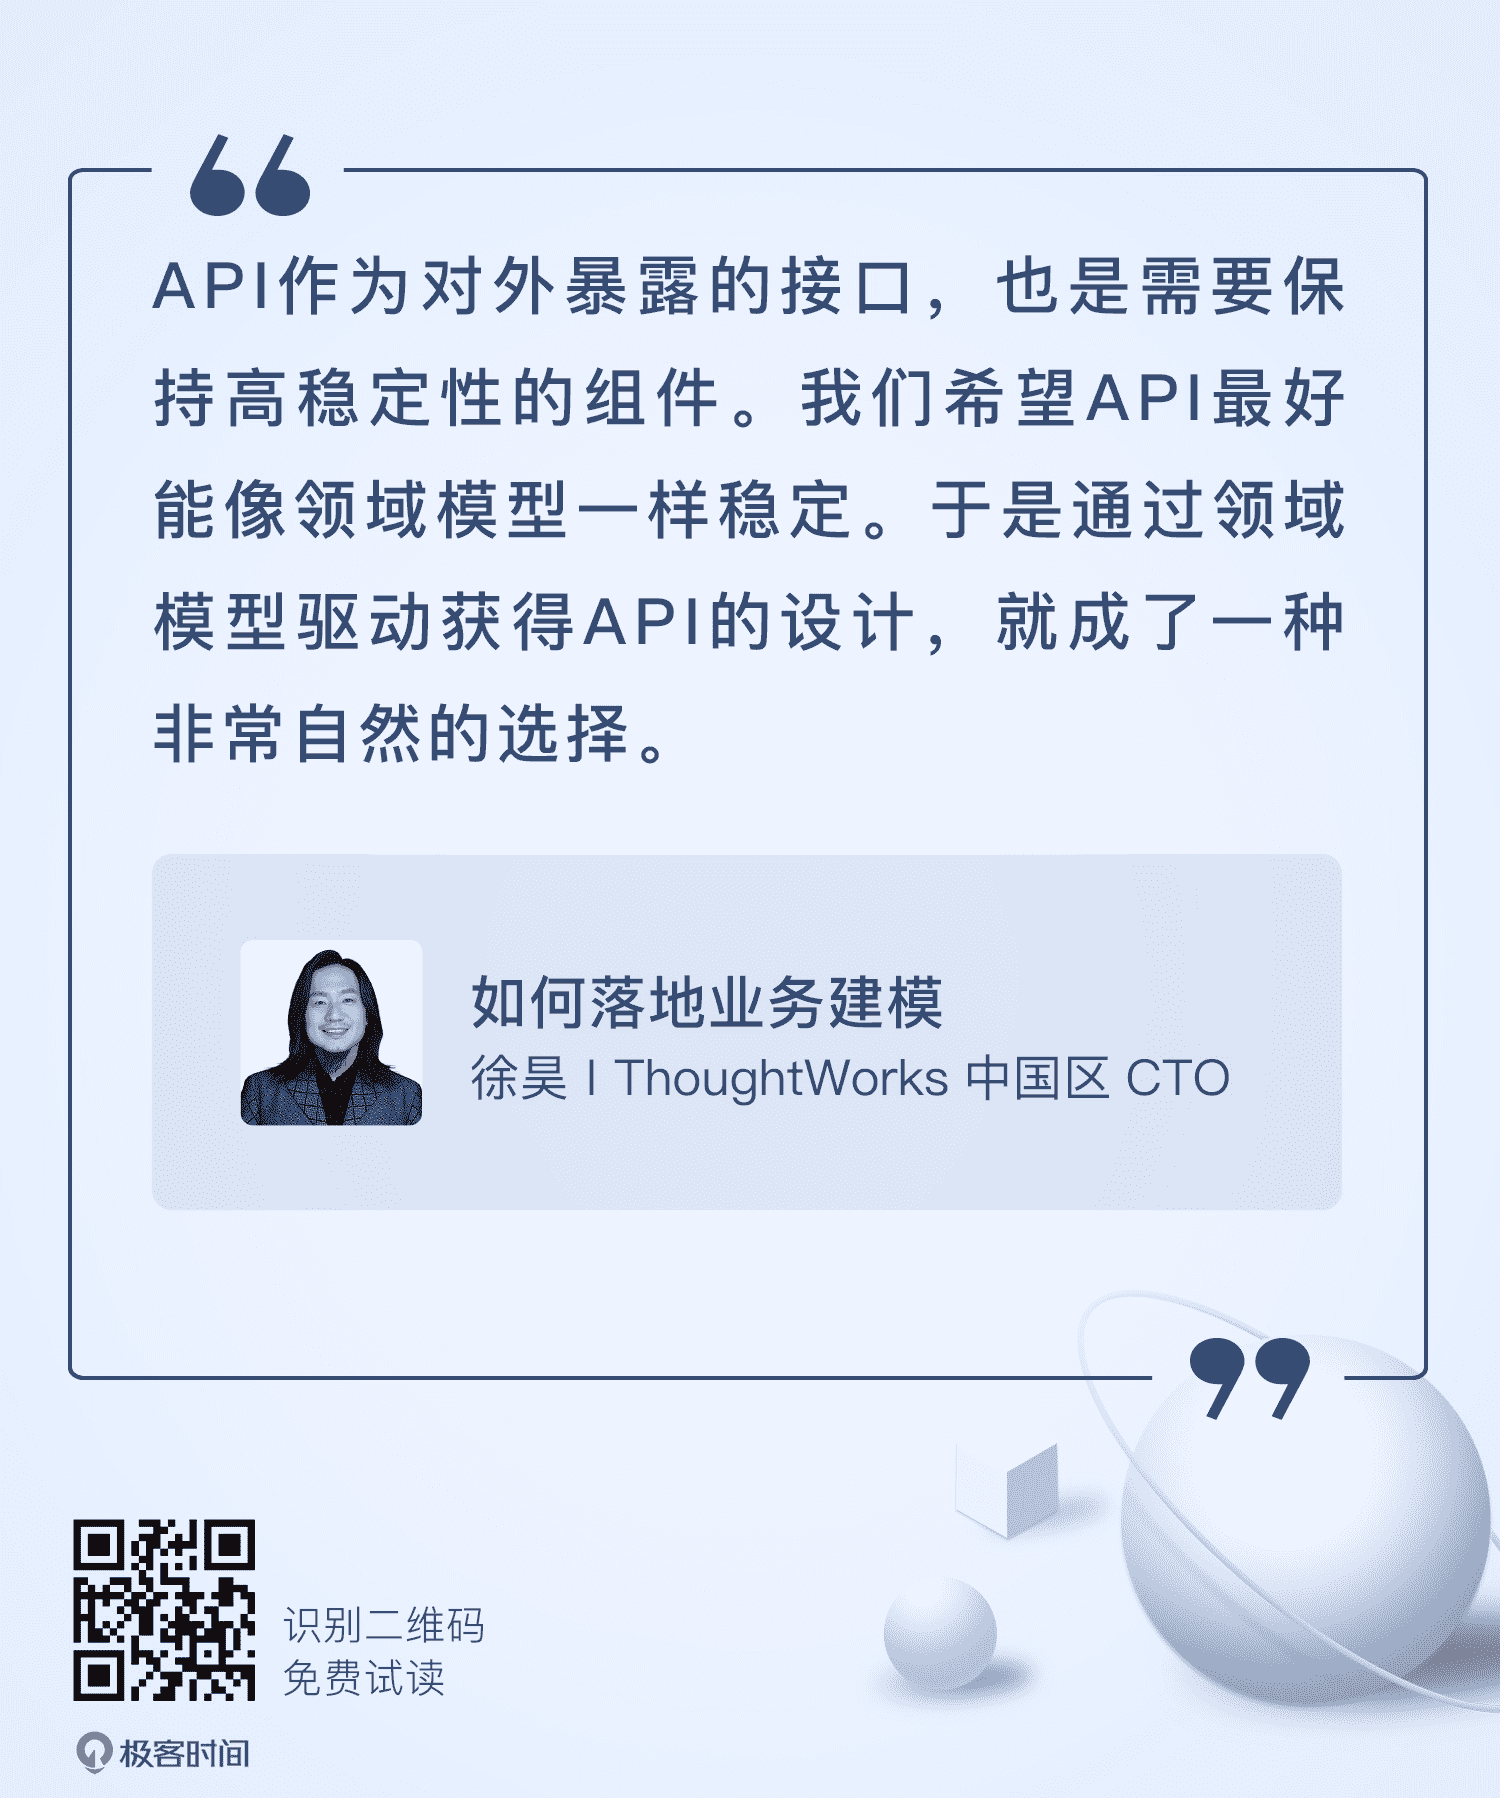 API作为对外暴露的接口，也是需要保
持高稳定性的组件。我们希望API最好
能像领域模型一样稳定。于是通过领域
模型驱动获得API的设计，就成了一种
非常自然的选择。
如何落地业务建模
徐昊 | ThoughtWorks 中国区 CTO
识别二维码
免费试读
极客时间